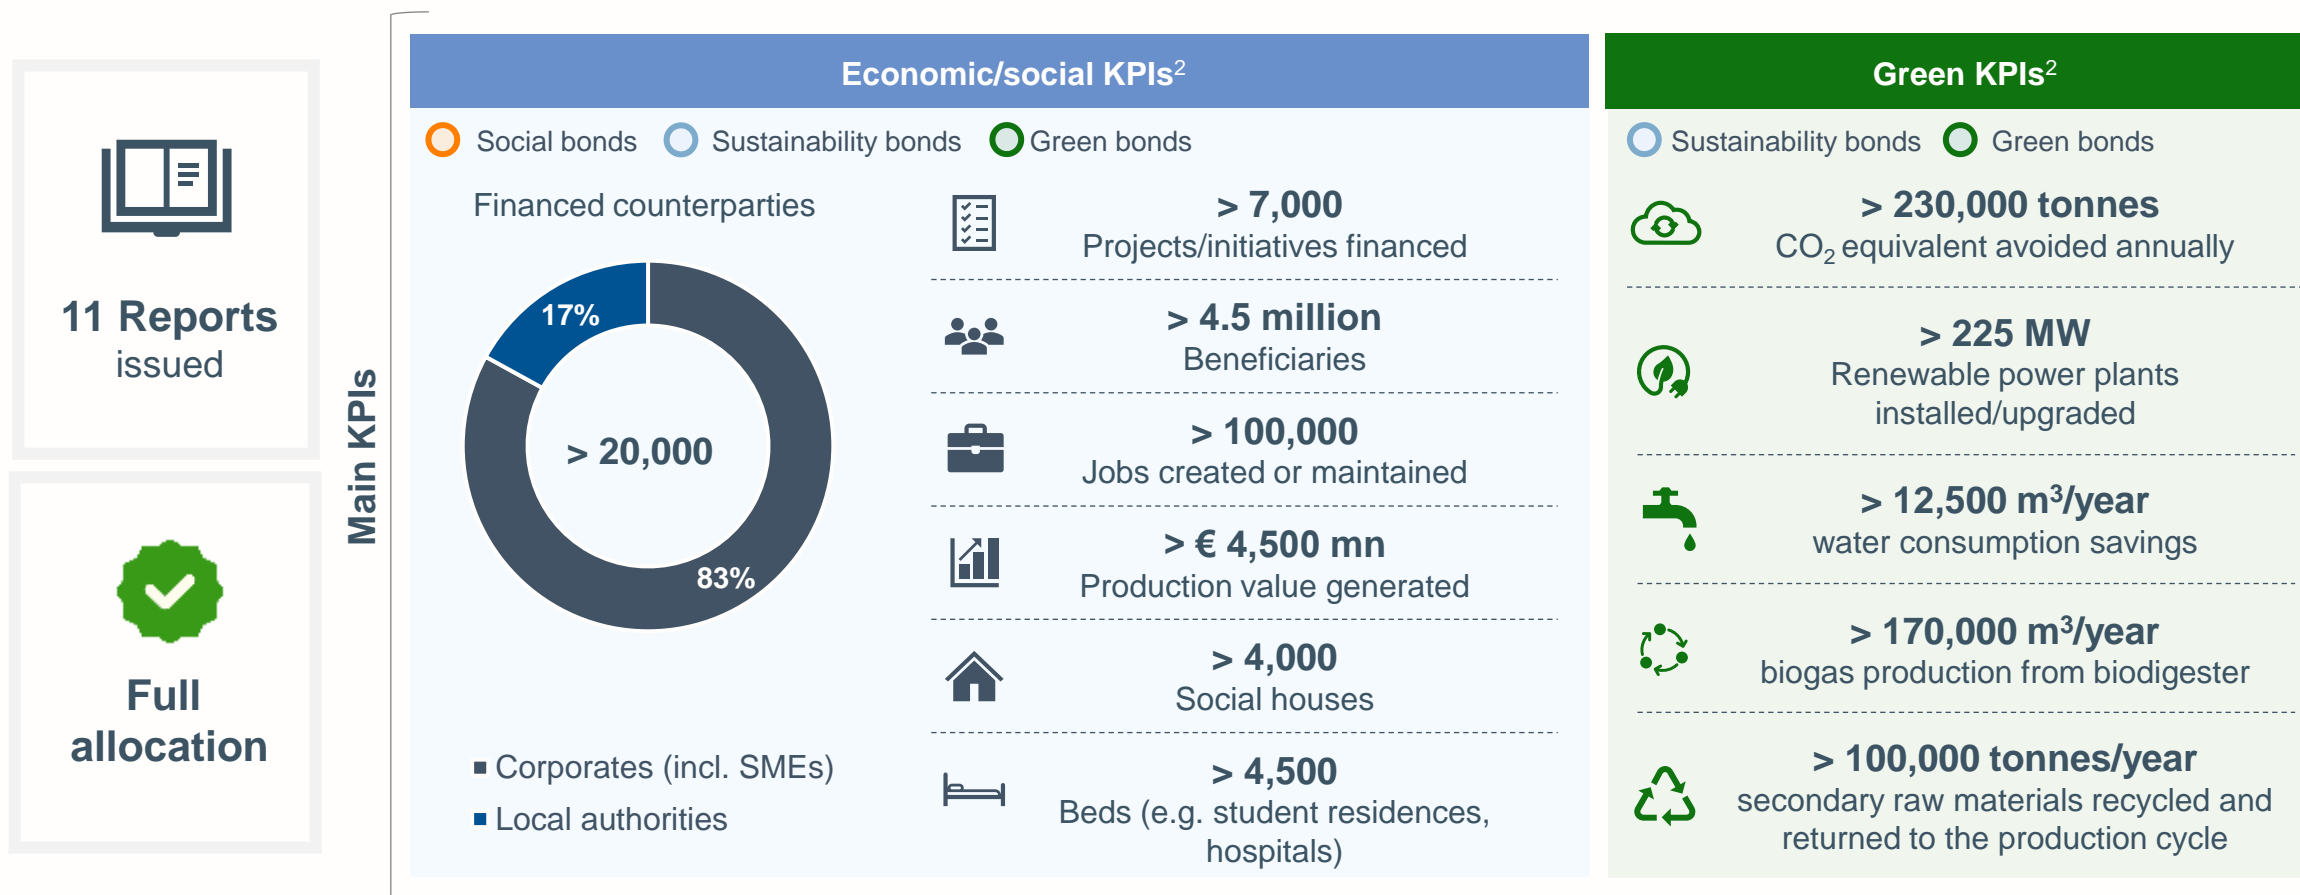 11 Reports
issued
Full
allocation
Main KPIs
Economic/social KPIs²
Social bonds
Sustainability bonds
Green bonds
Financed counterparties
17%
> 20,000
83%
Corporates (incl. SMEs)
Local authorities
> 7,000
Projects/initiatives financed
> 4.5 million
Beneficiaries
> 100,000
Jobs created or maintained
> € 4,500 mn
Production value generated
> 4,000
Social houses
> 4,500
Beds (e.g. student residences,
hospitals)
Green KPIs²
Sustainability bonds
Green bonds
> 230,000 tonnes
CO₂ equivalent avoided annually
> 225 MW
Renewable power plants
installed/upgraded
> 12,500 m³/year
water consumption savings
> 170,000 m³/year
biogas production from biodigester
> 100,000 tonnes/year
secondary raw materials recycled and
returned to the production cycle